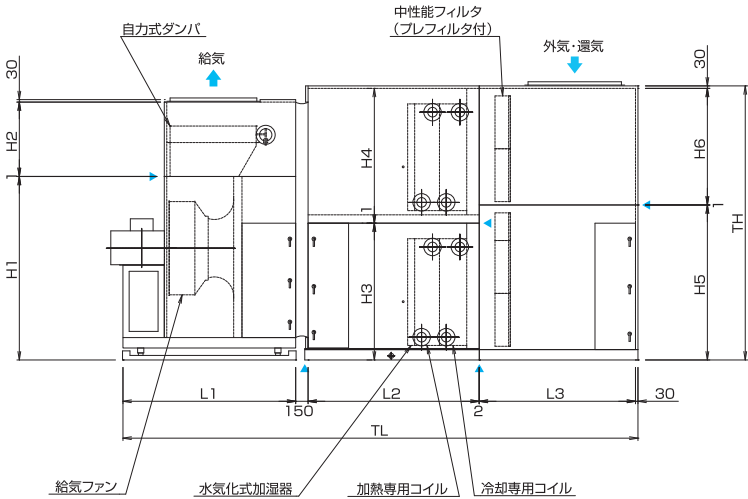 中性能フィルタ
(プレフィルタ付)
自力式ダンパ
給気
外気・還気
30
30
H2
H4
H6
1
1
1
TH
H1
H3
H5
L1
150
L2
2
L3
30
TL
給気ファン
水気化式加湿器
加熱専用コイル
冷却専用コイル